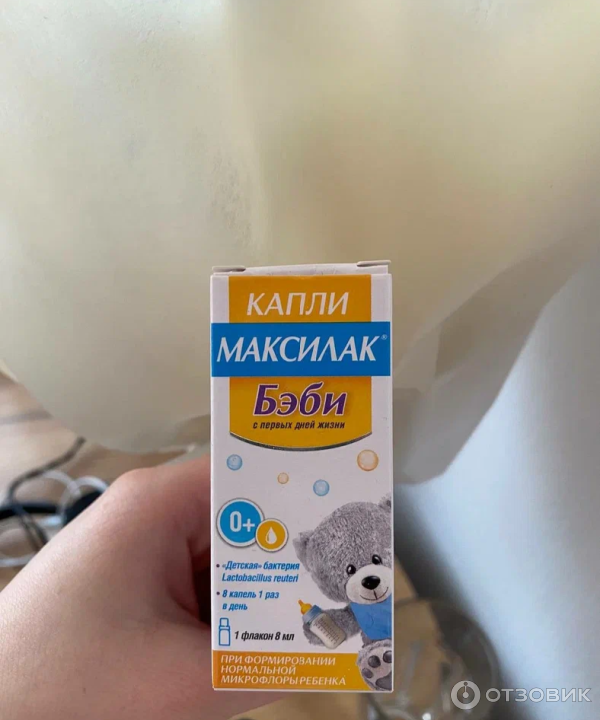 КАПЛИ
МАКСИЛАК®
Бэби
с первых дней жизни
0+
• «Детская» бактерия
Lactobacillus reuteri
• 8 капель 1 раз
в день
1 флакон 8 мл
ПРИ ФОРМИРОВАНИИ
НОРМАЛЬНОЙ
МИКРОФЛОРЫ РЕБЕНКА
ОТЗОВИК